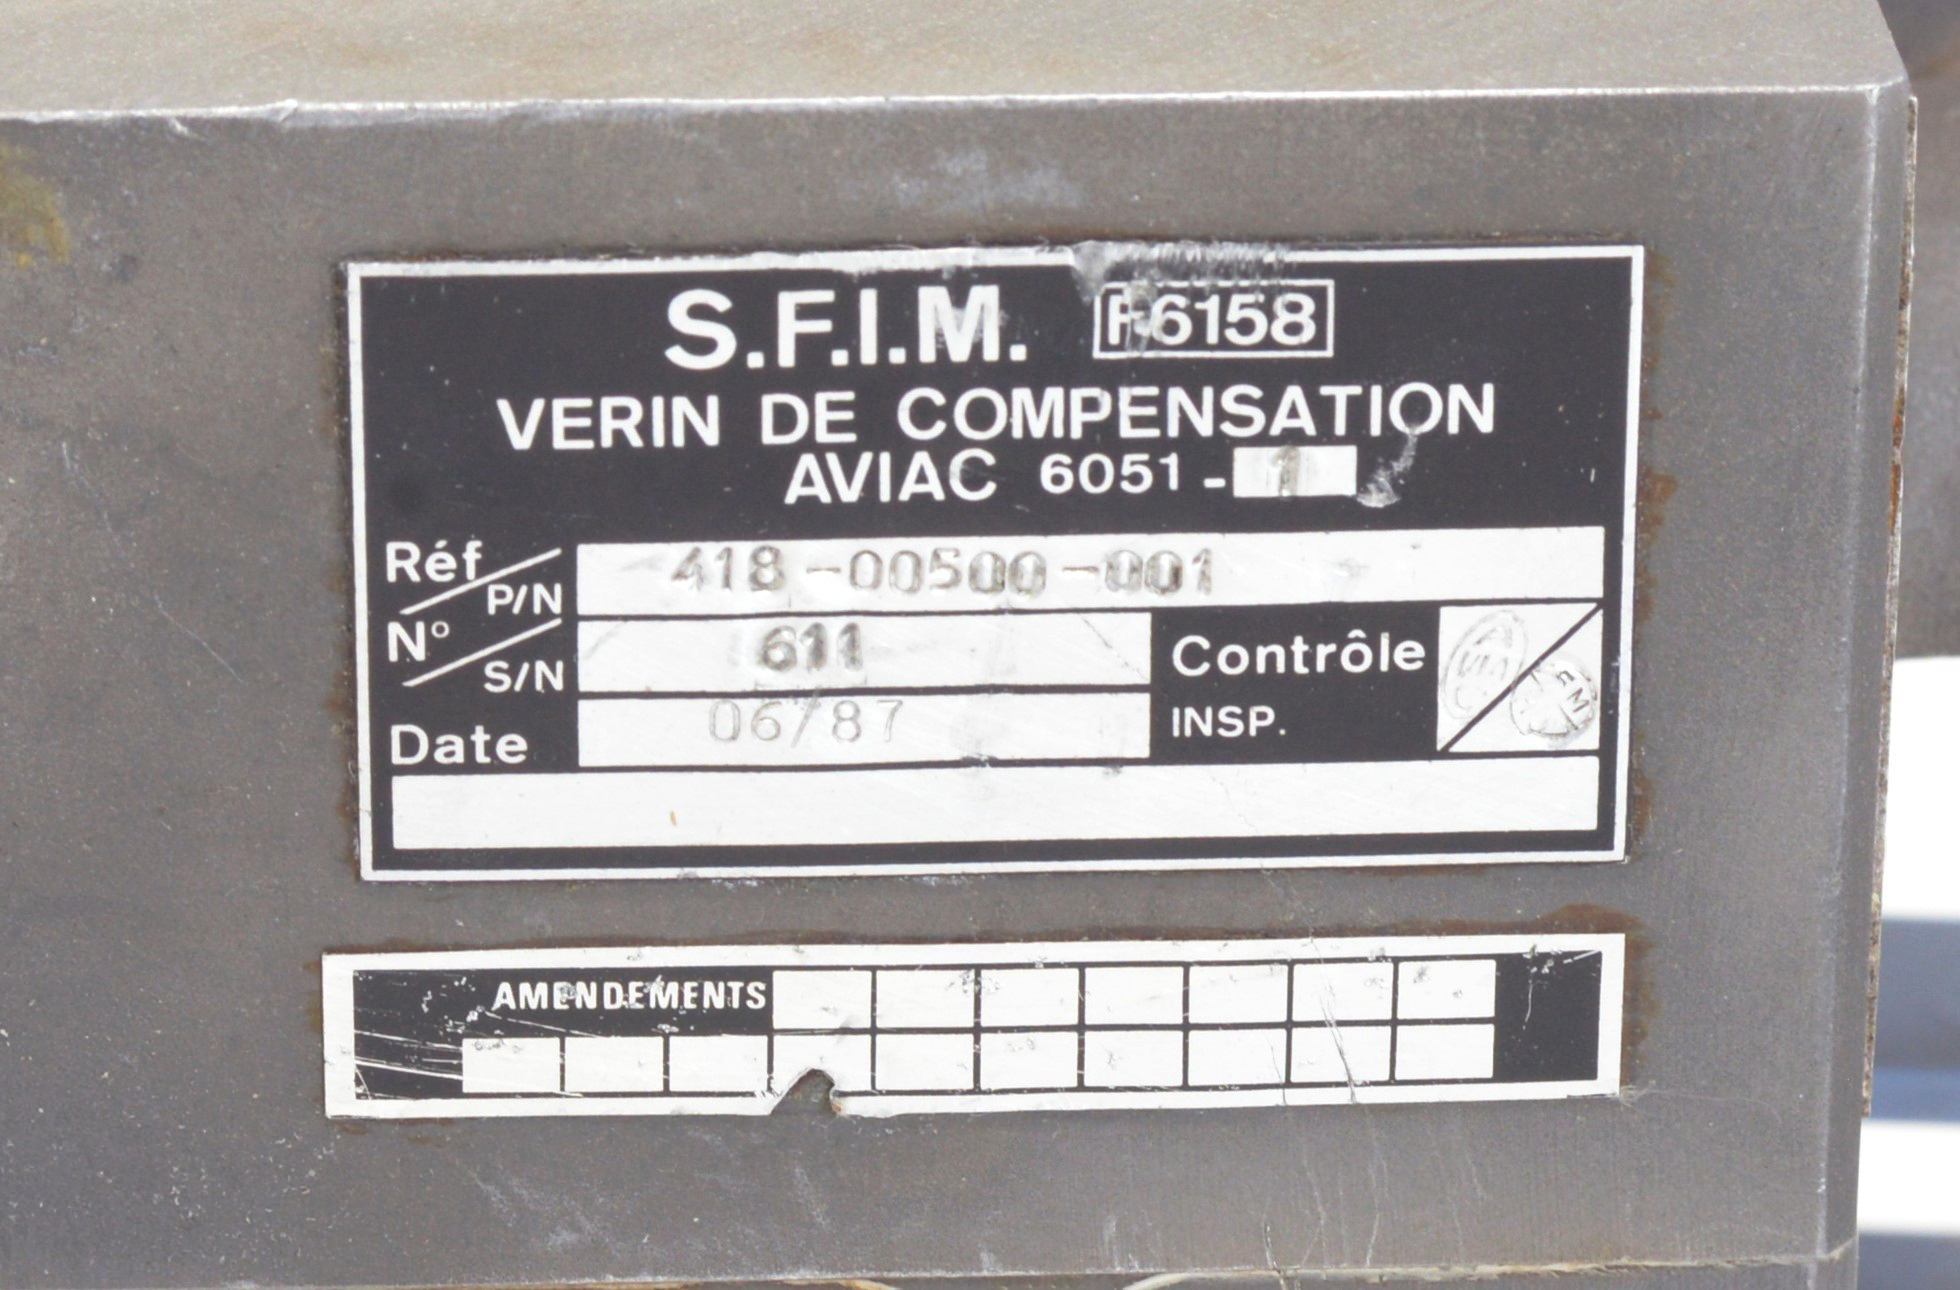 S.F.I.M. F6158
VERIN DE COMPENSATION
AVIAC 6051 - 1
Réf P/N 418-00500-001
N° S/N 611
Contrôle
Date 06/87
INSP.
AMENDEMENTS